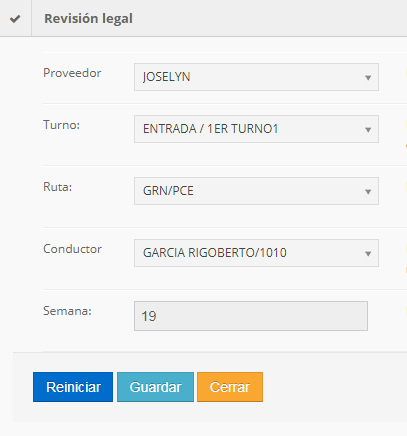 Revisión legal
Proveedor JOSELYN
Turno: ENTRADA / 1ER TURNO1
Ruta: GRN/PCE
Conductor GARCIA RIGOBERTO/1010
Semana: 19
Reiniciar Guardar Cerrar